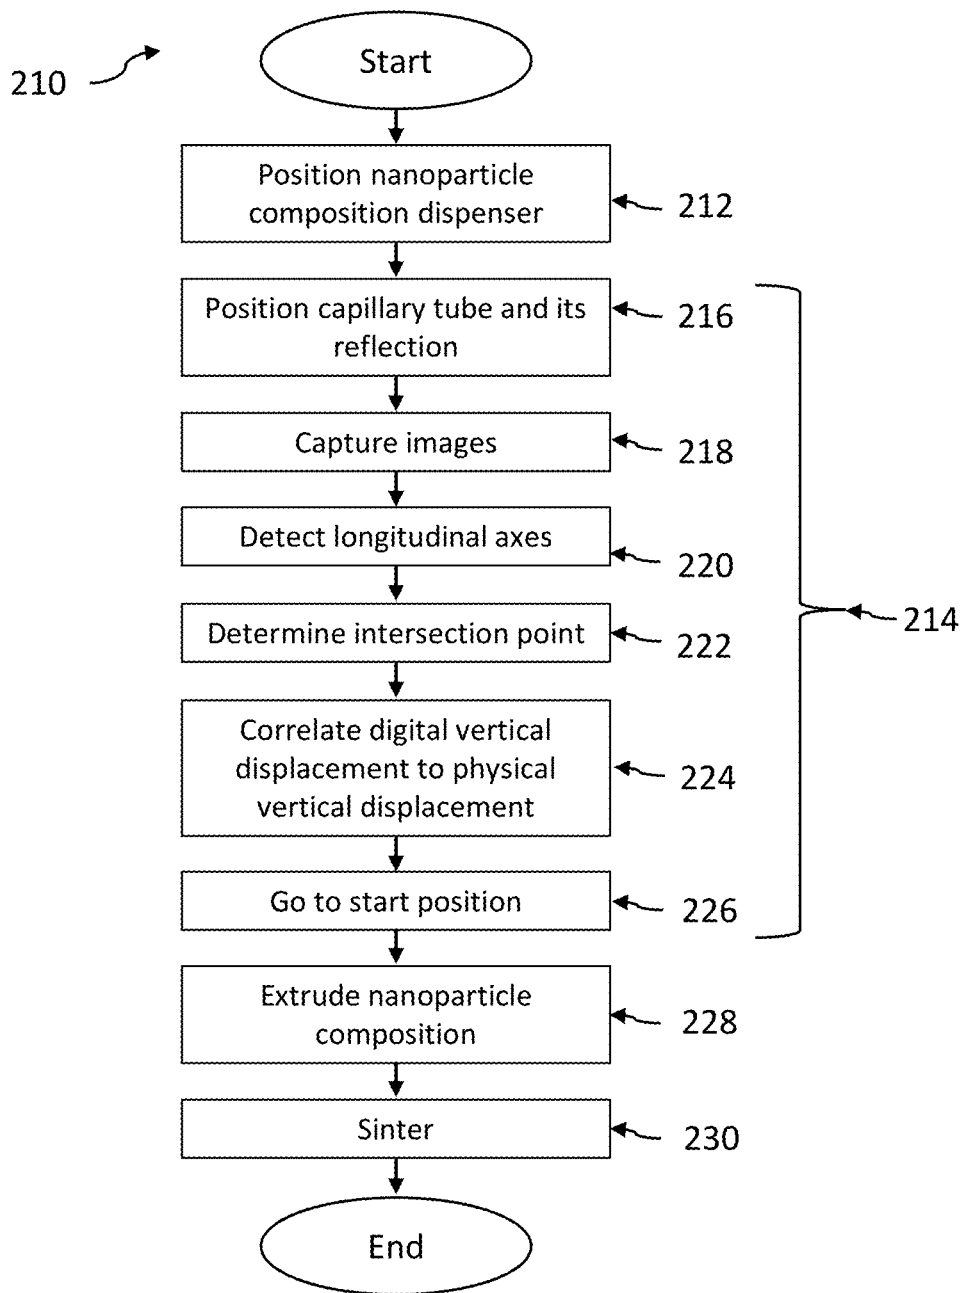 Start
210
Position nanoparticle
composition dispenser
212
Position capillary tube and its
reflection
216
Capture images
218
Detect longitudinal axes
220
Determine intersection point
222
214
Correlate digital vertical
displacement to physical
vertical displacement
224
Go to start position
226
Extrude nanoparticle
composition
228
Sinter
230
End